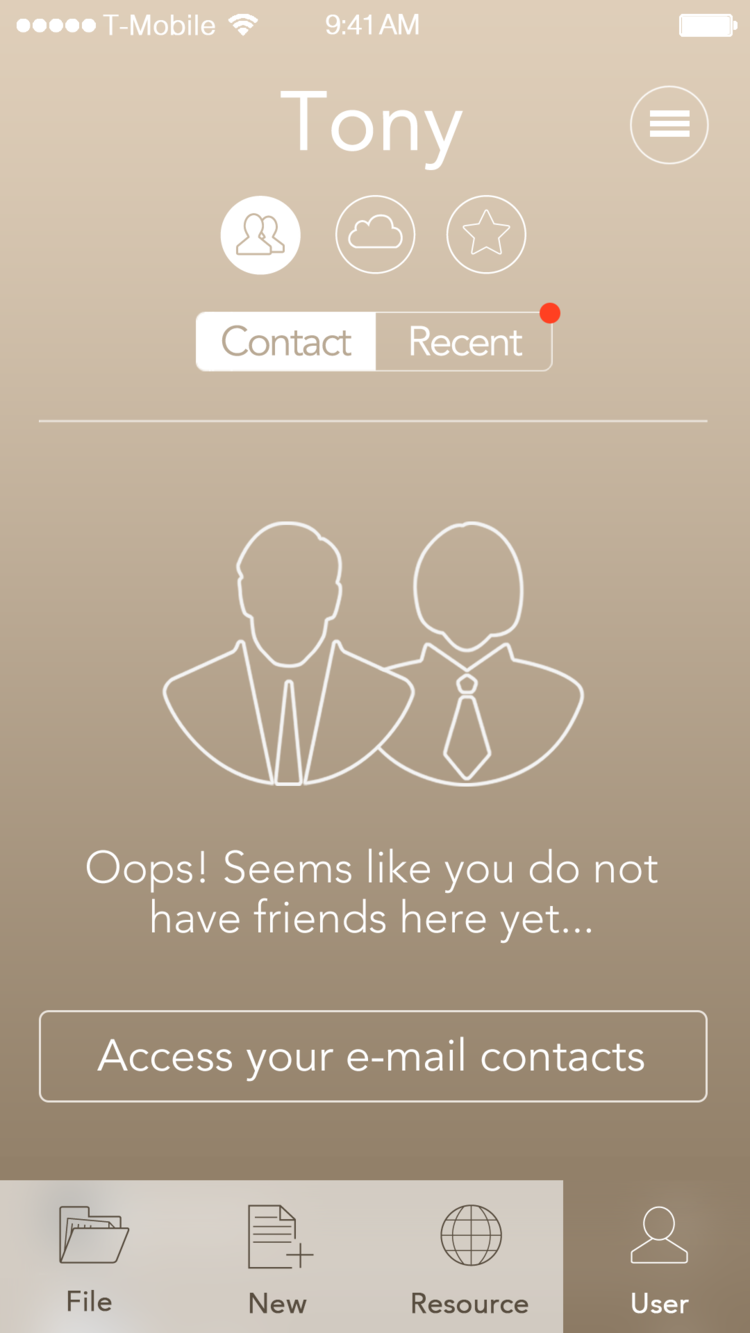 T-Mobile 9:41 AM
Tony
Contact Recent
Oops! Seems like you do not
have friends here yet...
Access your e-mail contacts
File New Resource User